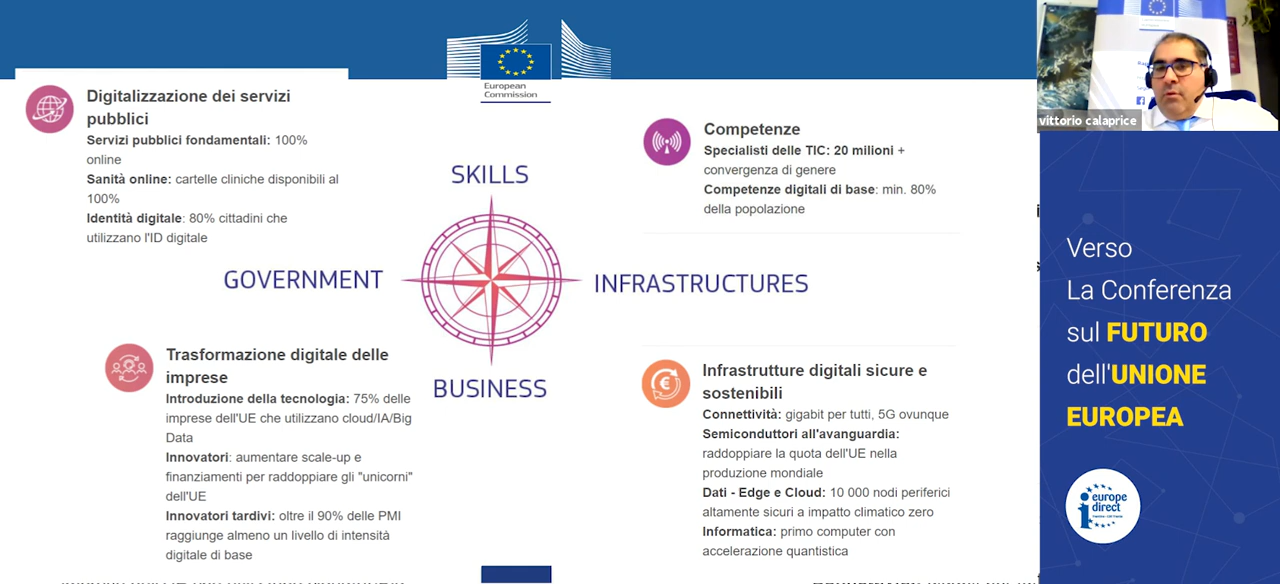 European
Commission
Digitalizzazione dei servizi
pubblici
Servizi pubblici fondamentali: 100%
online
Sanità online: cartelle cliniche disponibili al
100%
Identità digitale: 80% cittadini che
utilizzano l'ID digitale
Competenze
Specialisti delle TIC: 20 milioni +
convergenza di genere
Competenze digitali di base: min. 80%
della popolazione
SKILLS
GOVERNMENT
INFRASTRUCTURES
BUSINESS
Trasformazione digitale delle
imprese
Introduzione della tecnologia: 75% delle
imprese dell'UE che utilizzano cloud/IA/Big
Data
Innovatori: aumentare scale-up e
finanziamenti per raddoppiare gli "unicorni"
dell'UE
Innovatori tardivi: oltre il 90% delle PMI
raggiunge almeno un livello di intensità
digitale di base
Infrastrutture digitali sicure e
sostenibili
Connettività: gigabit per tutti, 5G ovunque
Semiconduttori all'avanguardia:
raddoppiare la quota dell'UE nella
produzione mondiale
Dati - Edge e Cloud: 10 000 nodi periferici
altamente sicuri a impatto climatico zero
Informatica: primo computer con
accelerazione quantistica
vittorio calaprice
Verso
La Conferenza
sul FUTURO
dell'UNIONE
EUROPEA
europe
direct